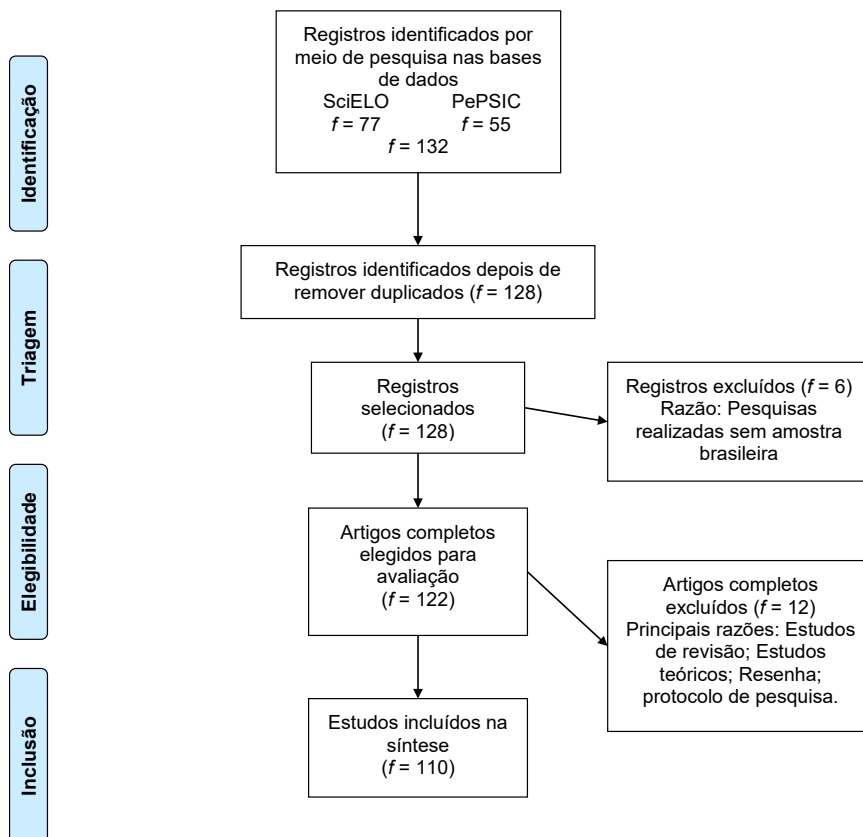 Identificação
Registros identificados por
meio de pesquisa nas bases
de dados
SciELO PePSIC
f = 77 f = 55
f = 132
Triagem
Registros identificados depois de
remover duplicados (f = 128)
Registros
selecionados
(f = 128)
Registros excluídos (f = 6)
Razão: Pesquisas
realizadas sem amostra
brasileira
Elegibilidade
Artigos completos
elegidos para
avaliação
(f = 122)
Artigos completos
excluídos (f = 12)
Principais razões: Estudos
de revisão; Estudos
teóricos; Resenha;
protocolo de pesquisa.
Inclusão
Estudos incluídos na
síntese
(f = 110)